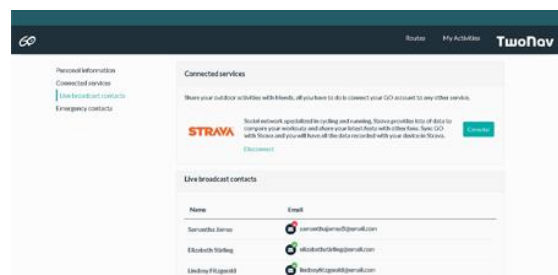 GO
Routes My Activities TwoNav
Personal information
Connected services
Live broadcast contacts
Emergency contacts
Connected services
Share your outdoor activities with friends, all you have to do is connect your GO account to any other service.
STRAVA
Social network specialized in cycling and running, Strava provides lots of data to
compare your workouts and share your latest feats with other fans. Sync GO
with Strava and you will have all the data recorded with your device in Strava.
Disconnect
Live broadcast contacts
Name Email
Samantha
Elizabeth Stirling
Lindsey Fitzgerald